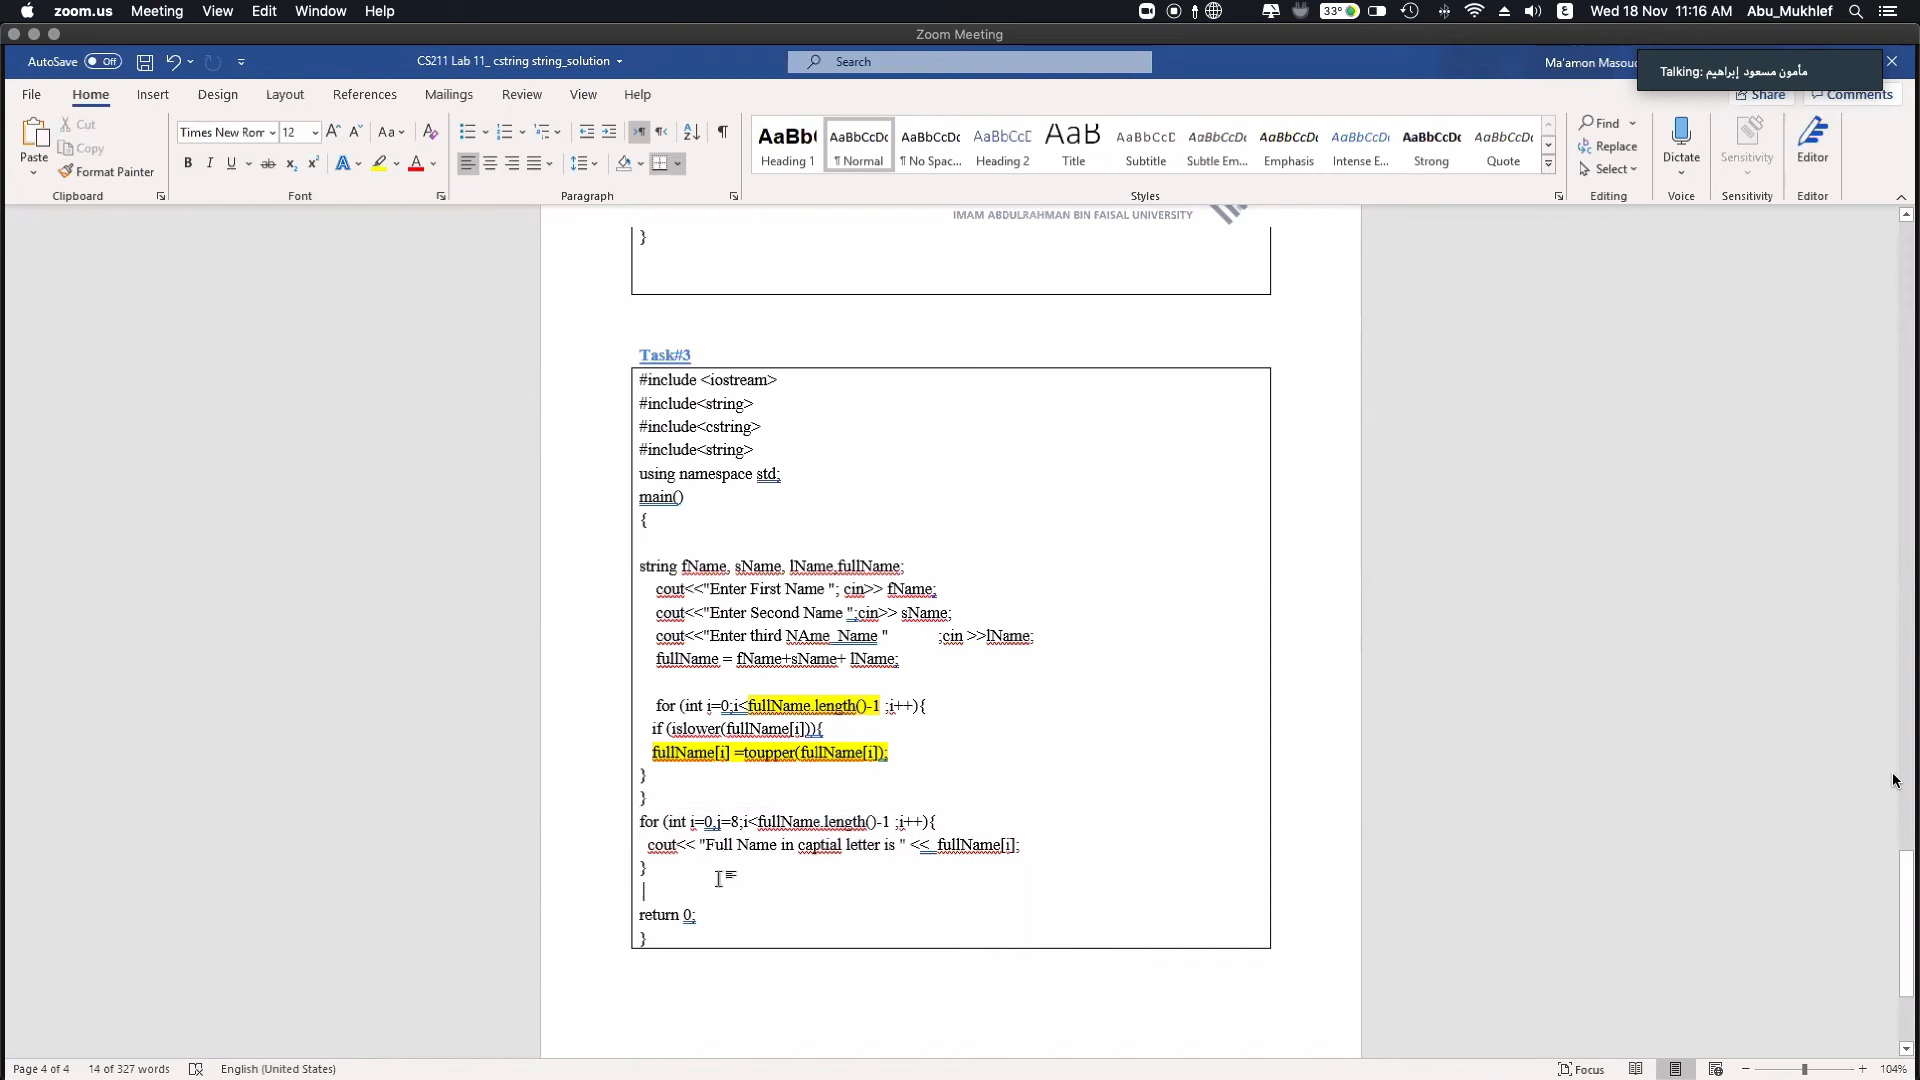 zoom.us Meeting View Edit Window Help 33° Wed 18 Nov 11:16 AM Abu_Mukhlef
Zoom Meeting
AutoSave Off CS211 Lab 11_ cstring string_solution Search Ma'amon Masoud
Talking: مأمون مسعود إبراهيم
File Home Insert Design Layout References Mailings Review View Help Share Comments
Paste Cut Copy Format Painter
Times New Rom 12 Aa
AaBbC AaBbCcDc AaBbCcDc AaBbCcD AaB AaBbCcD AaBbCcDc AaBbCcDc AaBbCcDc AaBbCcDc AaBbCcDc
Heading 1 ¶ Normal ¶ No Spac... Heading 2 Title Subtitle Subtle Em... Emphasis Intense E... Strong Quote
Find Replace Select
Dictate Sensitivity Editor
Clipboard Font Paragraph Styles Editing Voice Sensitivity Editor
IMAM ABDULRAHMAN BIN FAISAL UNIVERSITY
}
Task#3
#include <iostream>
#include<string>
#include<cstring>
#include<string>
using namespace std;
main()
{
string fName, sName, lName,fullName;
cout<<"Enter First Name "; cin>> fName;
cout<<"Enter Second Name ";cin>> sName;
cout<<"Enter third NAme_Name " ;cin >>lName;
fullName = fName+sName+ lName;
for (int i=0;i<fullName.length()-1 ;i++){
if (islower(fullName[i])){
fullName[i] =toupper(fullName[i]);
}
}
for (int i=0,j=8;i<fullName.length()-1 ;i++){
cout<< "Full Name in captial letter is " << fullName[i];
}
return 0;
}
Page 4 of 4 14 of 327 words English (United States) Focus 104%